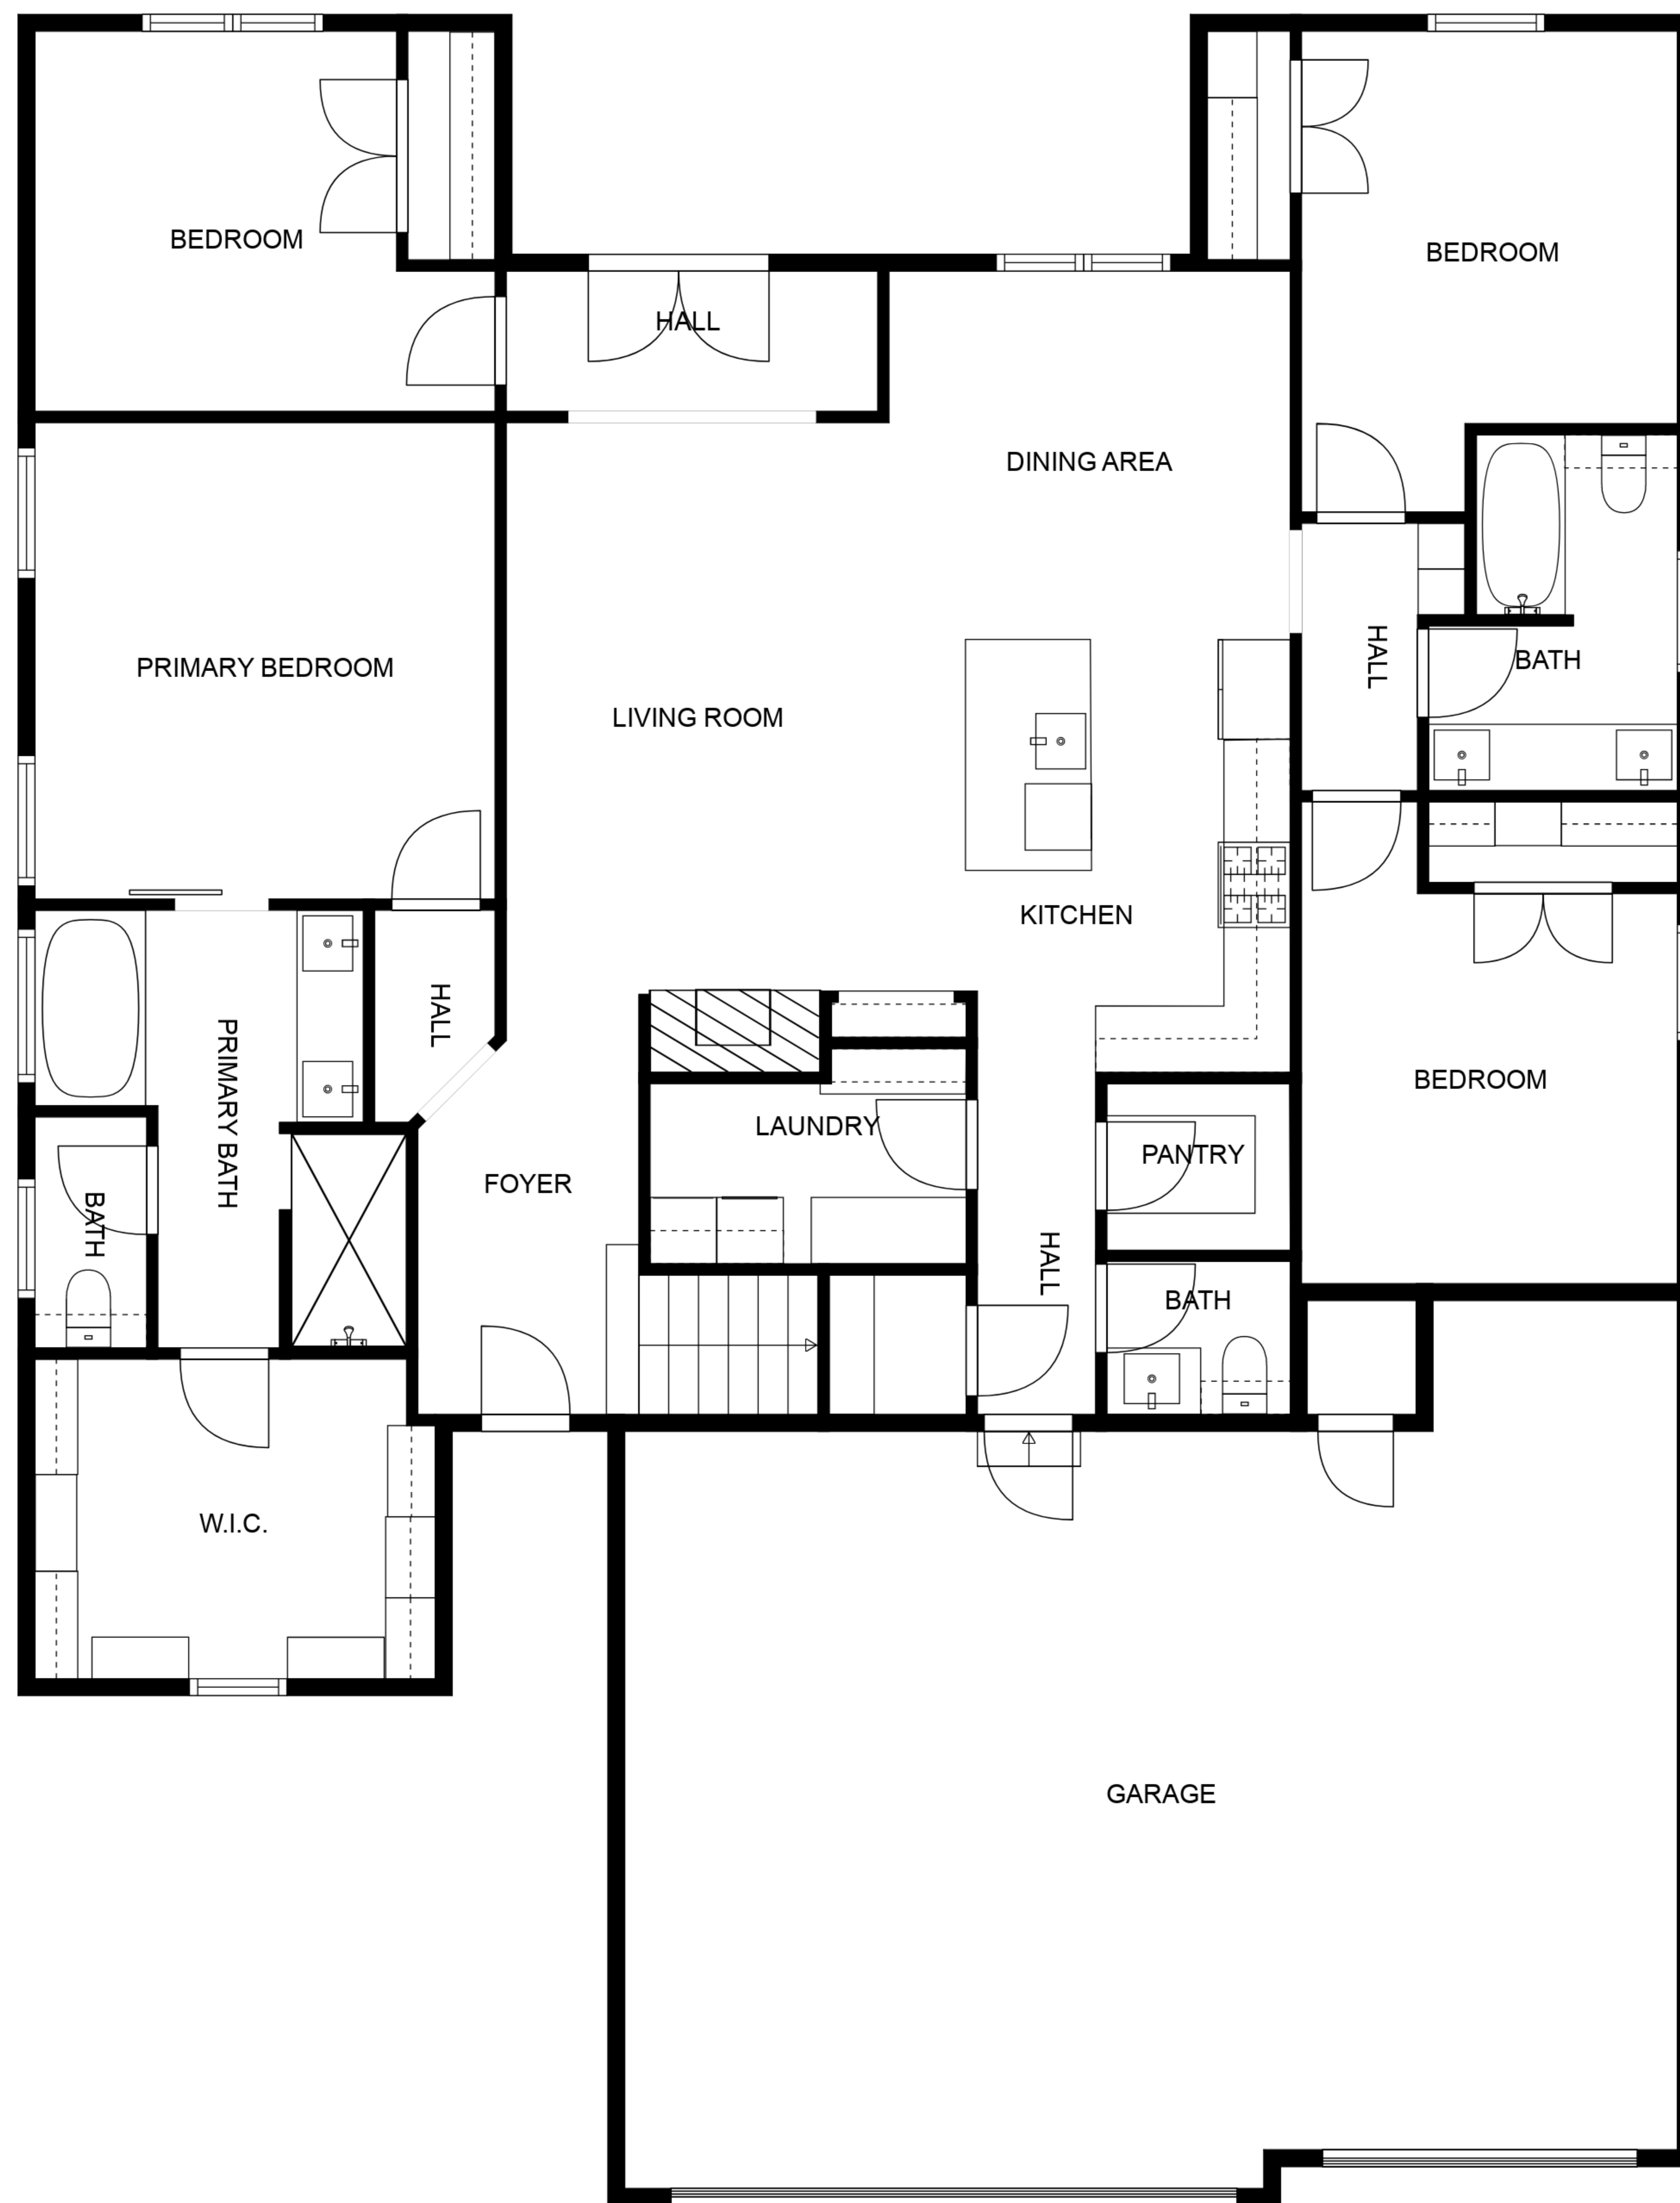 BEDROOM
BEDROOM
HALL
DINING AREA
HALL
BATH
PRIMARY BEDROOM
LIVING ROOM
KITCHEN
HALL
PRIMARY BATH
BEDROOM
LAUNDRY
PANTRY
FOYER
BATH
HALL
BATH
W.I.C.
GARAGE